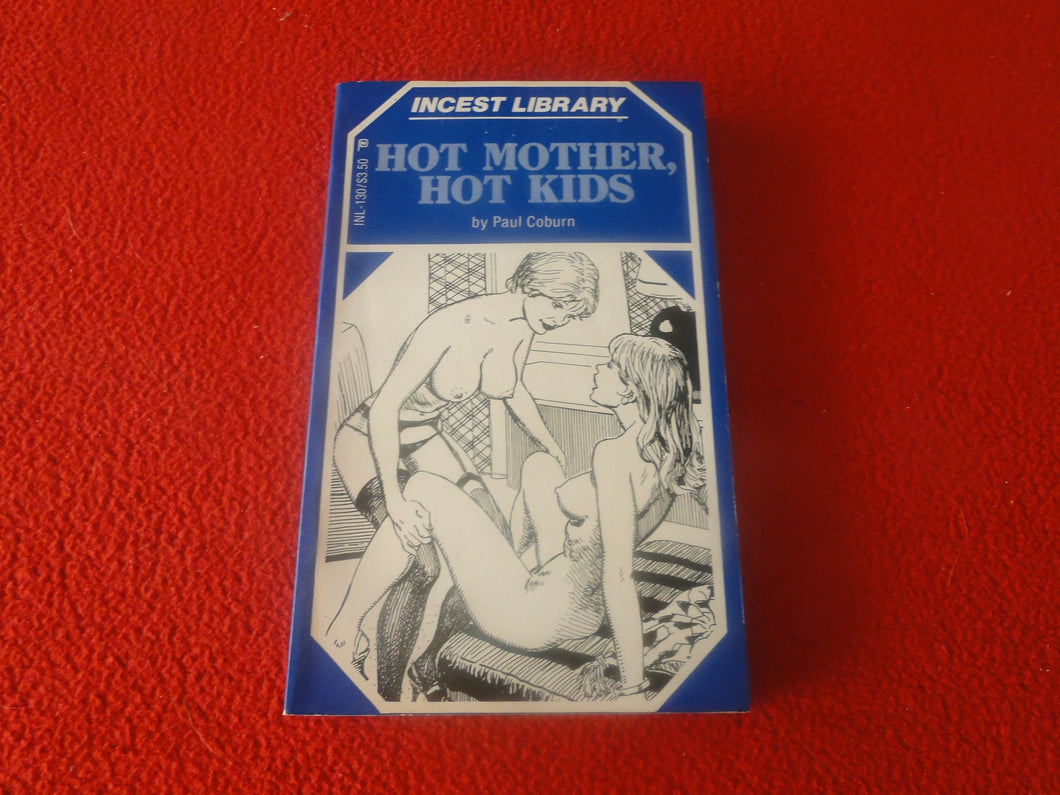 INCEST LIBRARY
HOT MOTHER,
HOT KIDS
by Paul Coburn
INL-130/$3.50